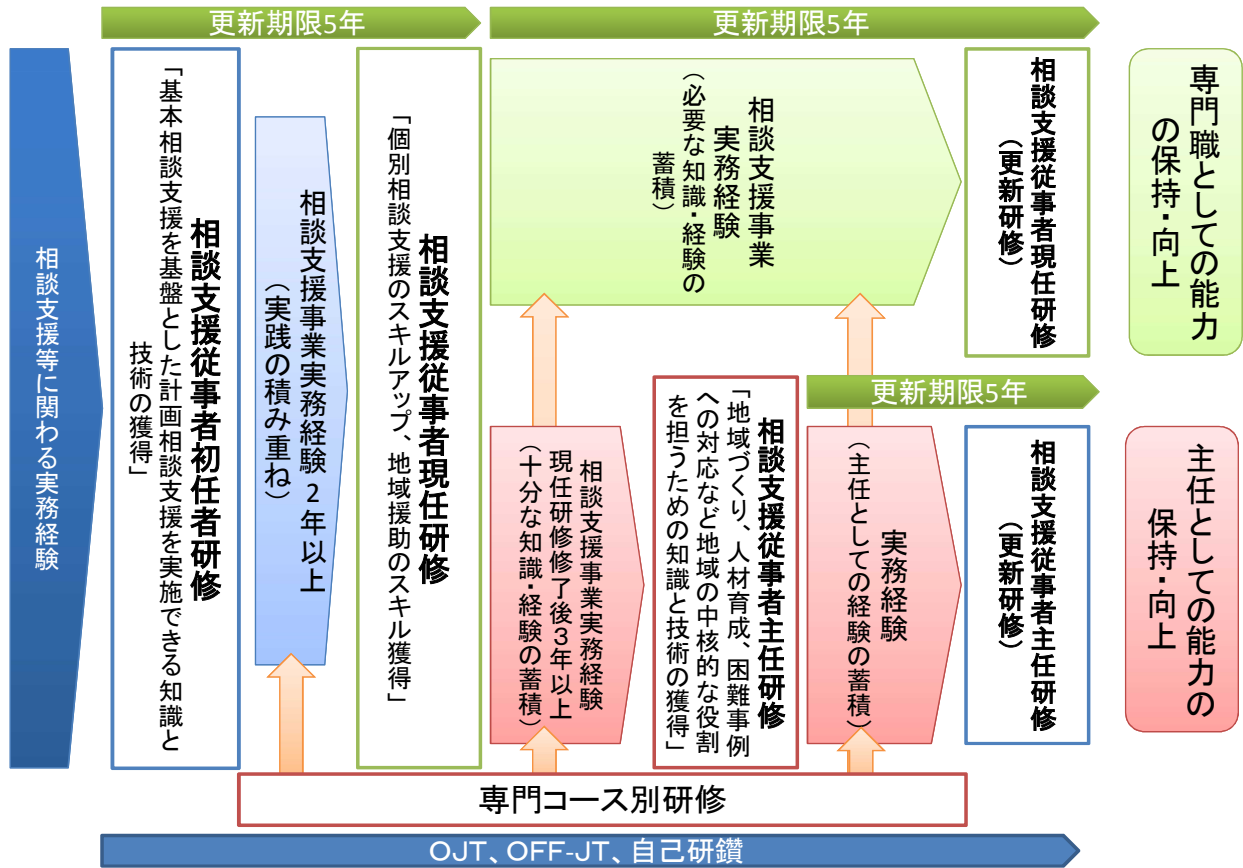 更新期限5年
更新期限5年
相談支援等に関わる実務経験
相談支援従事者初任者研修
「基本相談支援を基盤とした計画相談支援を実施できる知識と
技術の獲得」
相談支援事業実務経験2年以上
(実践の積み重ね)
相談支援従事者現任研修
「個別相談支援のスキルアップ、地域援助のスキル獲得」
相談支援事業
実務経験
(必要な知識・経験の
蓄積)
相談支援従事者現任研修
(更新研修)
専門職としての能力
の保持・向上
更新期限5年
相談支援事業実務経験
現任研修修了後3年以上
(十分な知識・経験の蓄積)
相談支援従事者主任研修
「地域づくり、人材育成、困難事例
への対応など地域の中核的な役割
を担うための知識と技術の獲得」
実務経験
(主任としての経験の蓄積)
相談支援従事者主任研修
(更新研修)
主任としての能力の
保持・向上
専門コース別研修
OJT、OFF-JT、自己研鑽